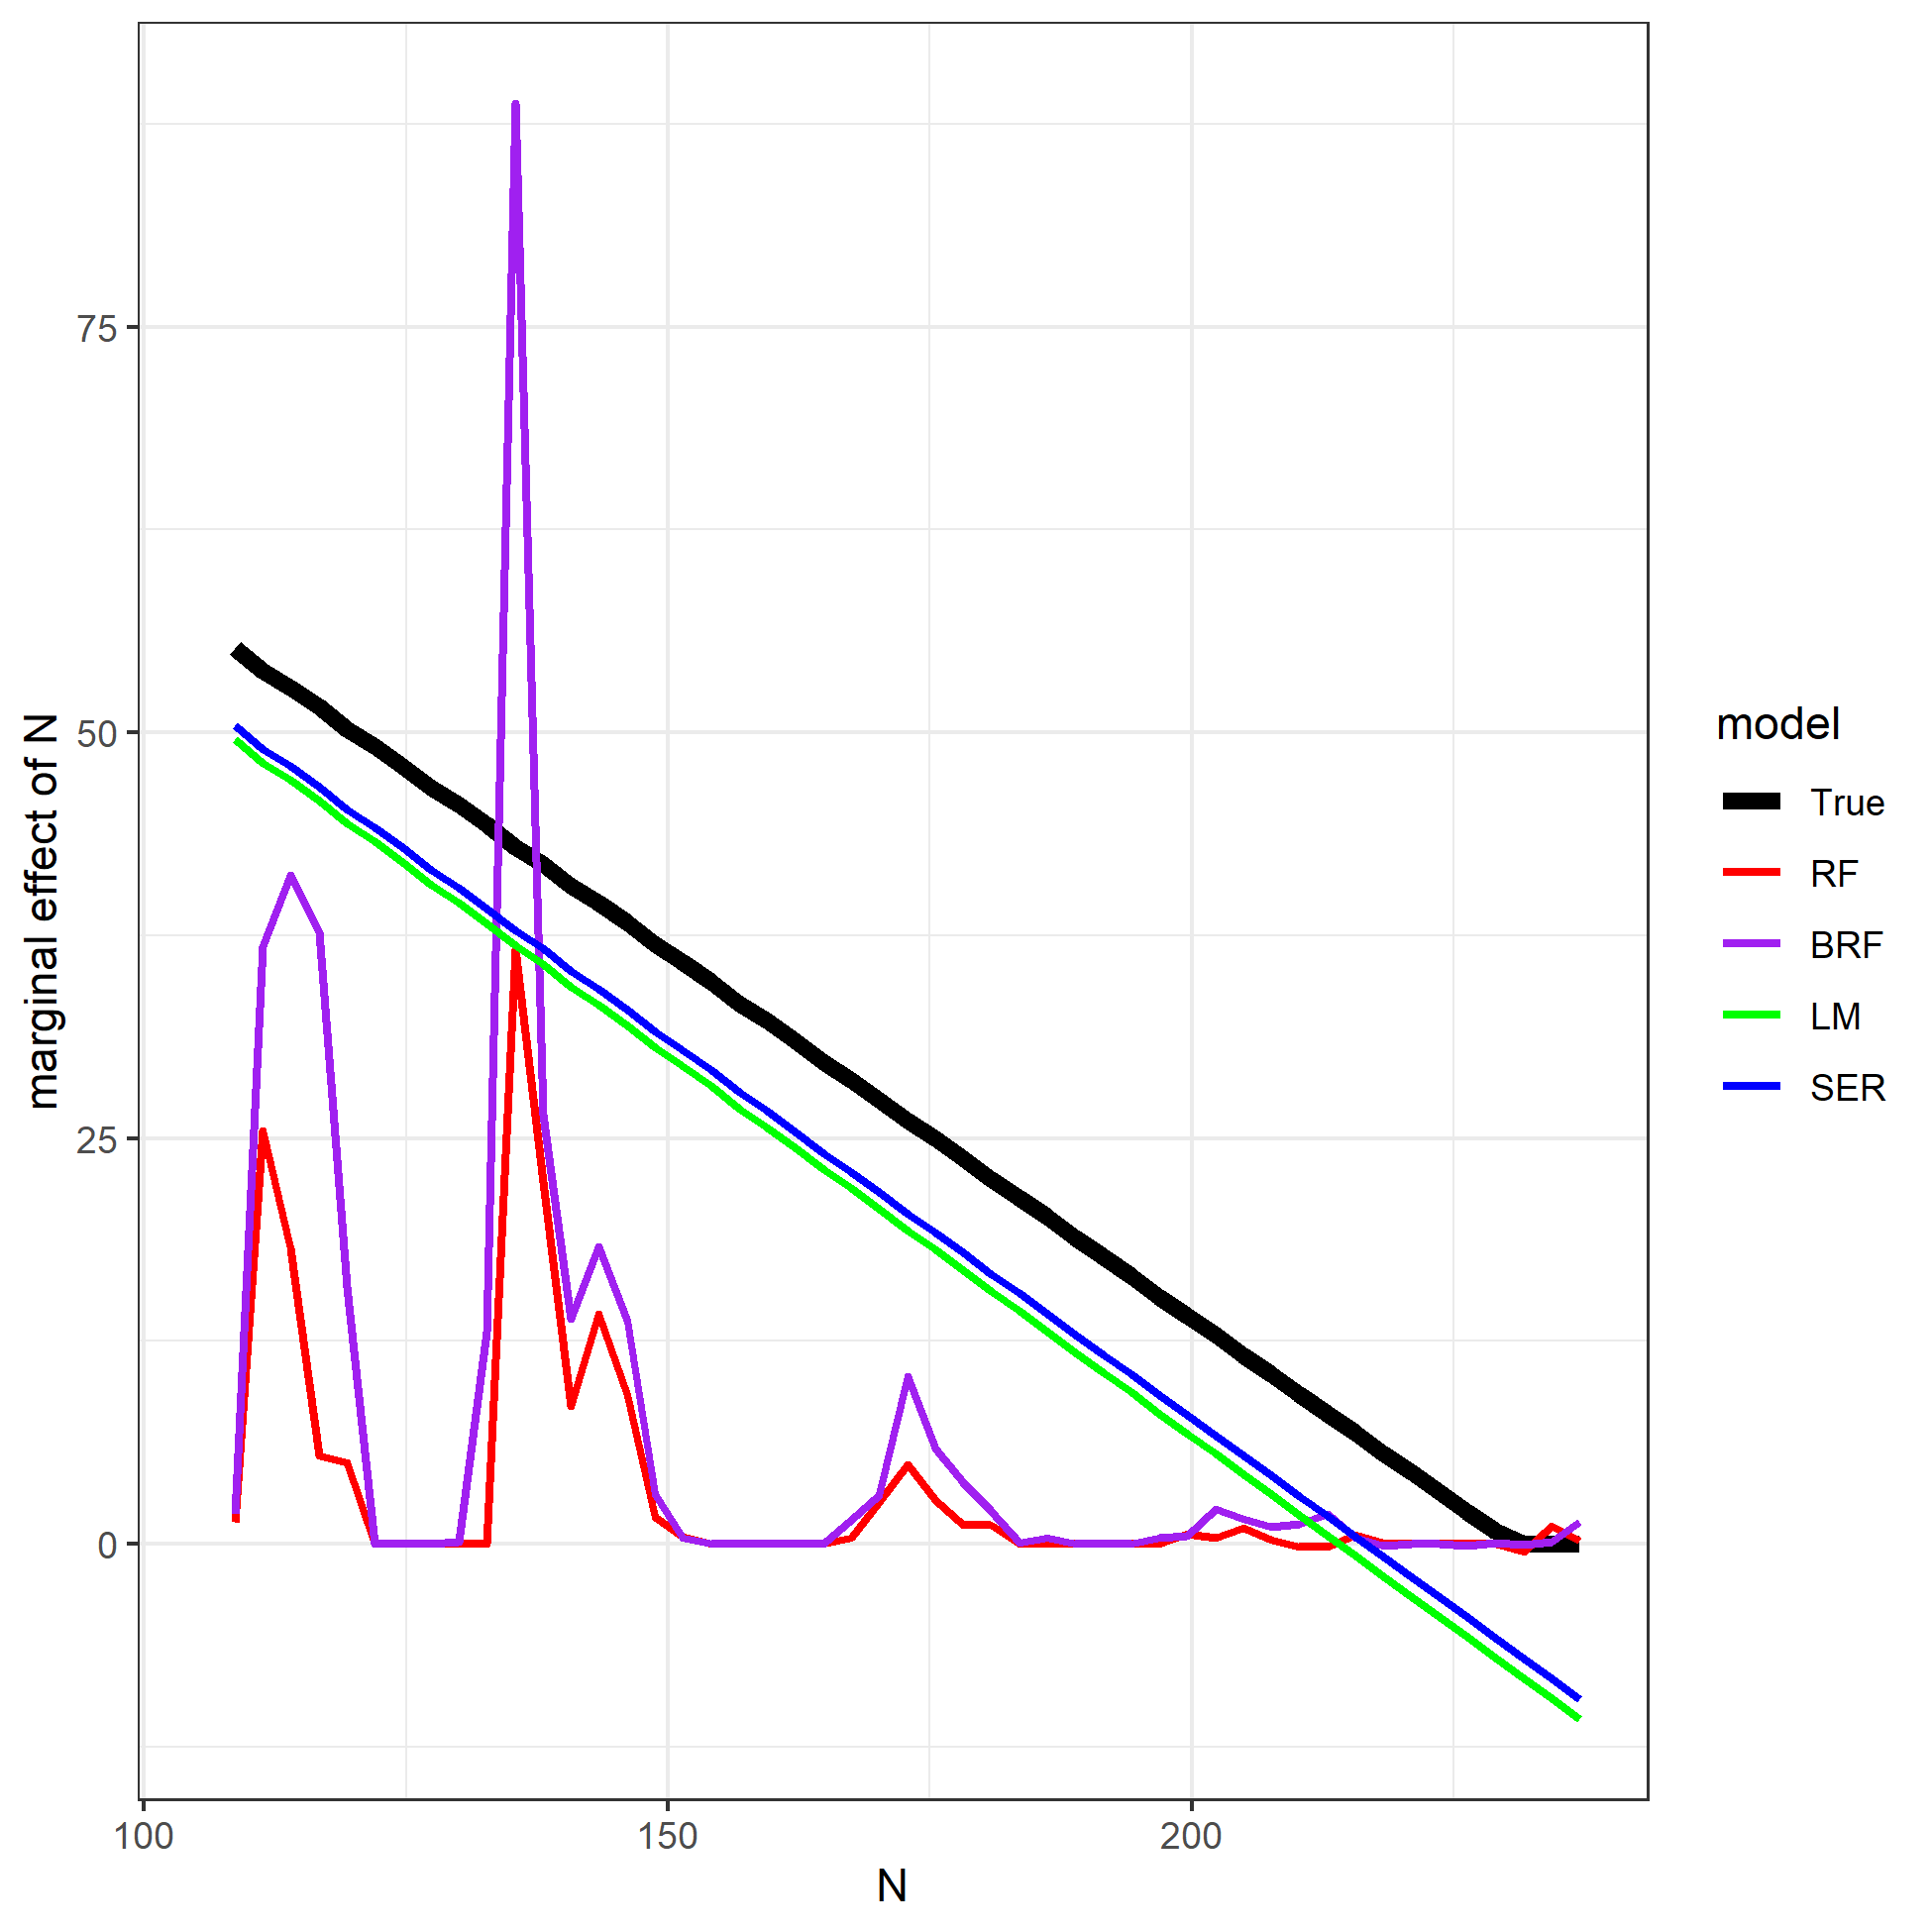 marginal effect of N
75
50
25
0
100
150
200
N
model
True
RF
BRF
LM
SER